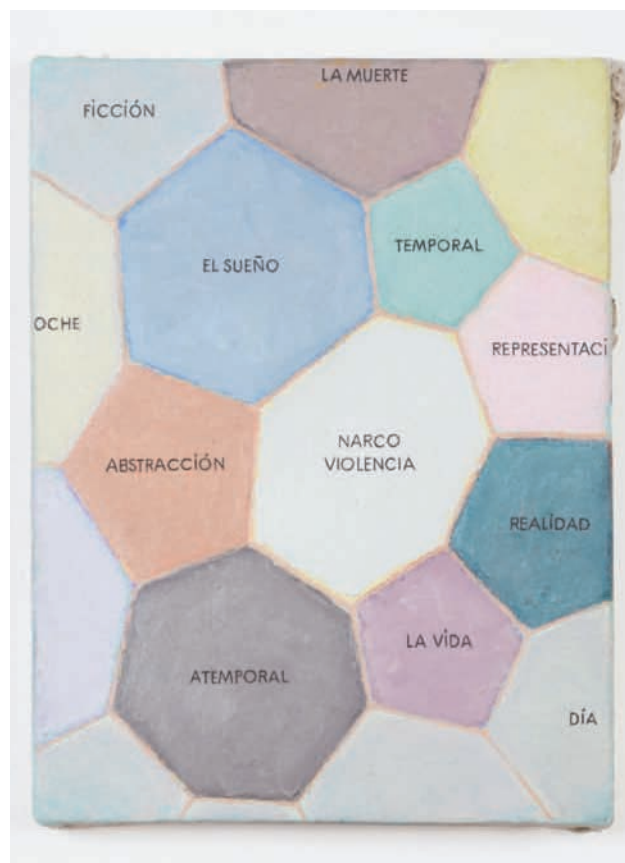 LA MUERTE
FICCIÓN
TEMPORAL
EL SUEÑO
OCHE
REPRESENTACI
NARCO
VIOLENCIA
ABSTRACCIÓN
REALIDAD
LA VIDA
ATEMPORAL
DÍA